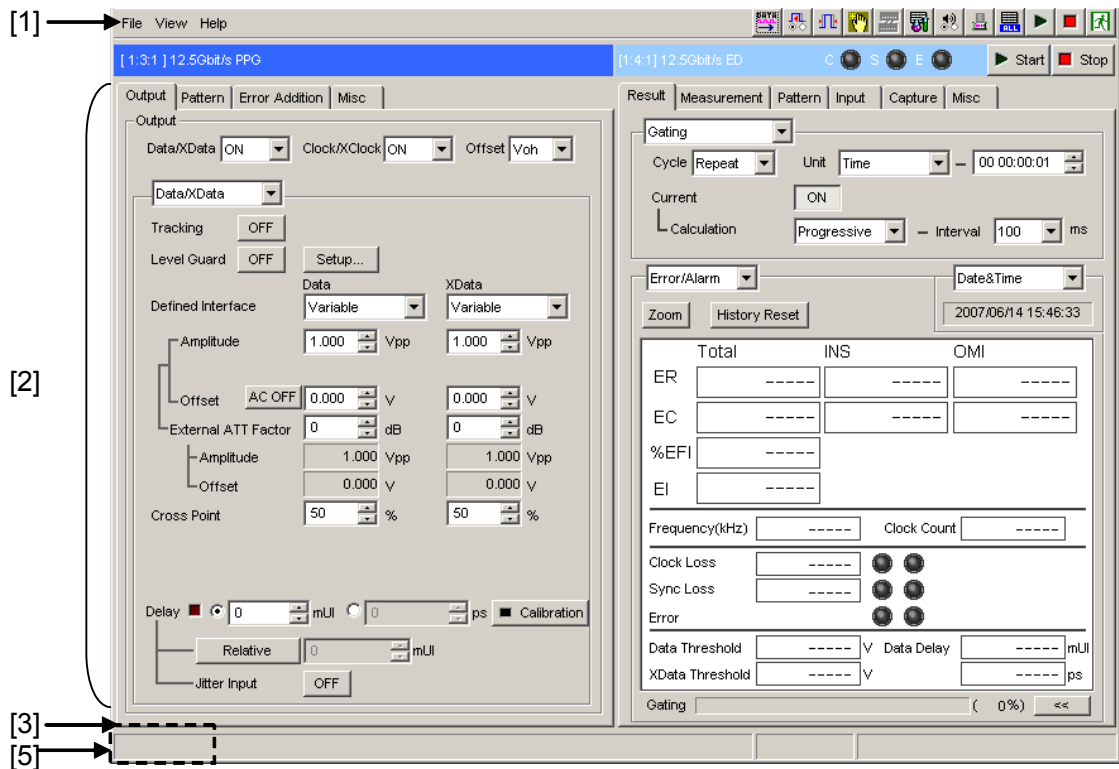 [1]
File View Help
SKYN
ALL
[1:3:1] 12.5Gbit/s PPG
[1:4:1] 12.5Gbit/s ED
C S E
Start Stop
[2]
Output Pattern Error Addition Misc
Output
Data/XData ON Clock/XClock ON Offset Voh
Data/XData
Tracking OFF
Level Guard OFF Setup...
Data XData
Defined Interface Variable Variable
Amplitude 1.000 Vpp 1.000 Vpp
Offset AC OFF 0.000 V 0.000 V
External ATT Factor 0 dB 0 dB
Amplitude 1.000 Vpp 1.000 Vpp
Offset 0.000 V 0.000 V
Cross Point 50 % 50 %
Delay 0 mUI 0 ps Calibration
Relative 0 mUI
Jitter Input OFF
Result Measurement Pattern Input Capture Misc
Gating
Cycle Repeat Unit Time – 00 00:00:01
Current ON
Calculation Progressive – Interval 100 ms
Error/Alarm Date&Time
Zoom History Reset 2007/06/14 15:46:33
Total INS OMI
ER ----- ----- -----
EC ----- ----- -----
%EFI -----
EI -----
Frequency(kHz) ----- Clock Count -----
Clock Loss -----
Sync Loss -----
Error
Data Threshold ----- V Data Delay ----- mUI
XData Threshold ----- V ----- ps
Gating ( 0%) <<
[3]
[5]